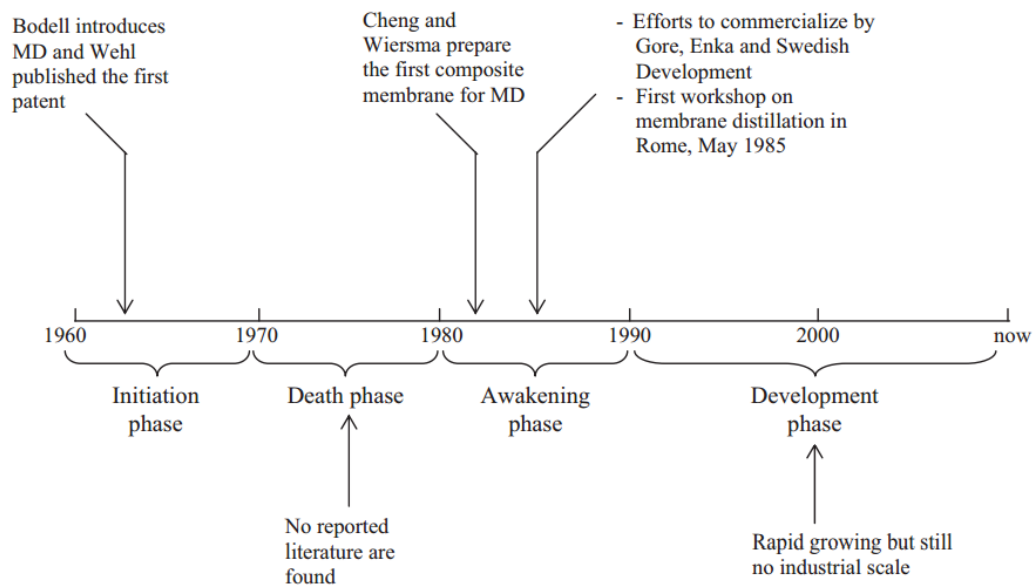 Bodell introduces
MD and Wehl
published the first
patent
Cheng and
Wiersma prepare
the first composite
membrane for MD
- Efforts to commercialize by
Gore, Enka and Swedish
Development
- First workshop on
membrane distillation in
Rome, May 1985
1960
1970
1980
1990
2000
now
Initiation
phase
Death phase
Awakening
phase
Development
phase
No reported
literature are
found
Rapid growing but still
no industrial scale